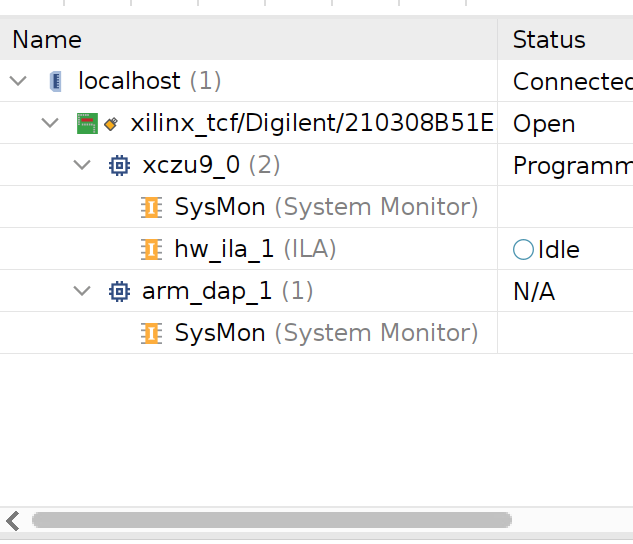 Name Status
localhost (1) Connected
xilinx_tcf/Digilent/210308B51E Open
xczu9_0 (2) Programm
SysMon (System Monitor)
hw_ila_1 (ILA) Idle
arm_dap_1 (1) N/A
SysMon (System Monitor)